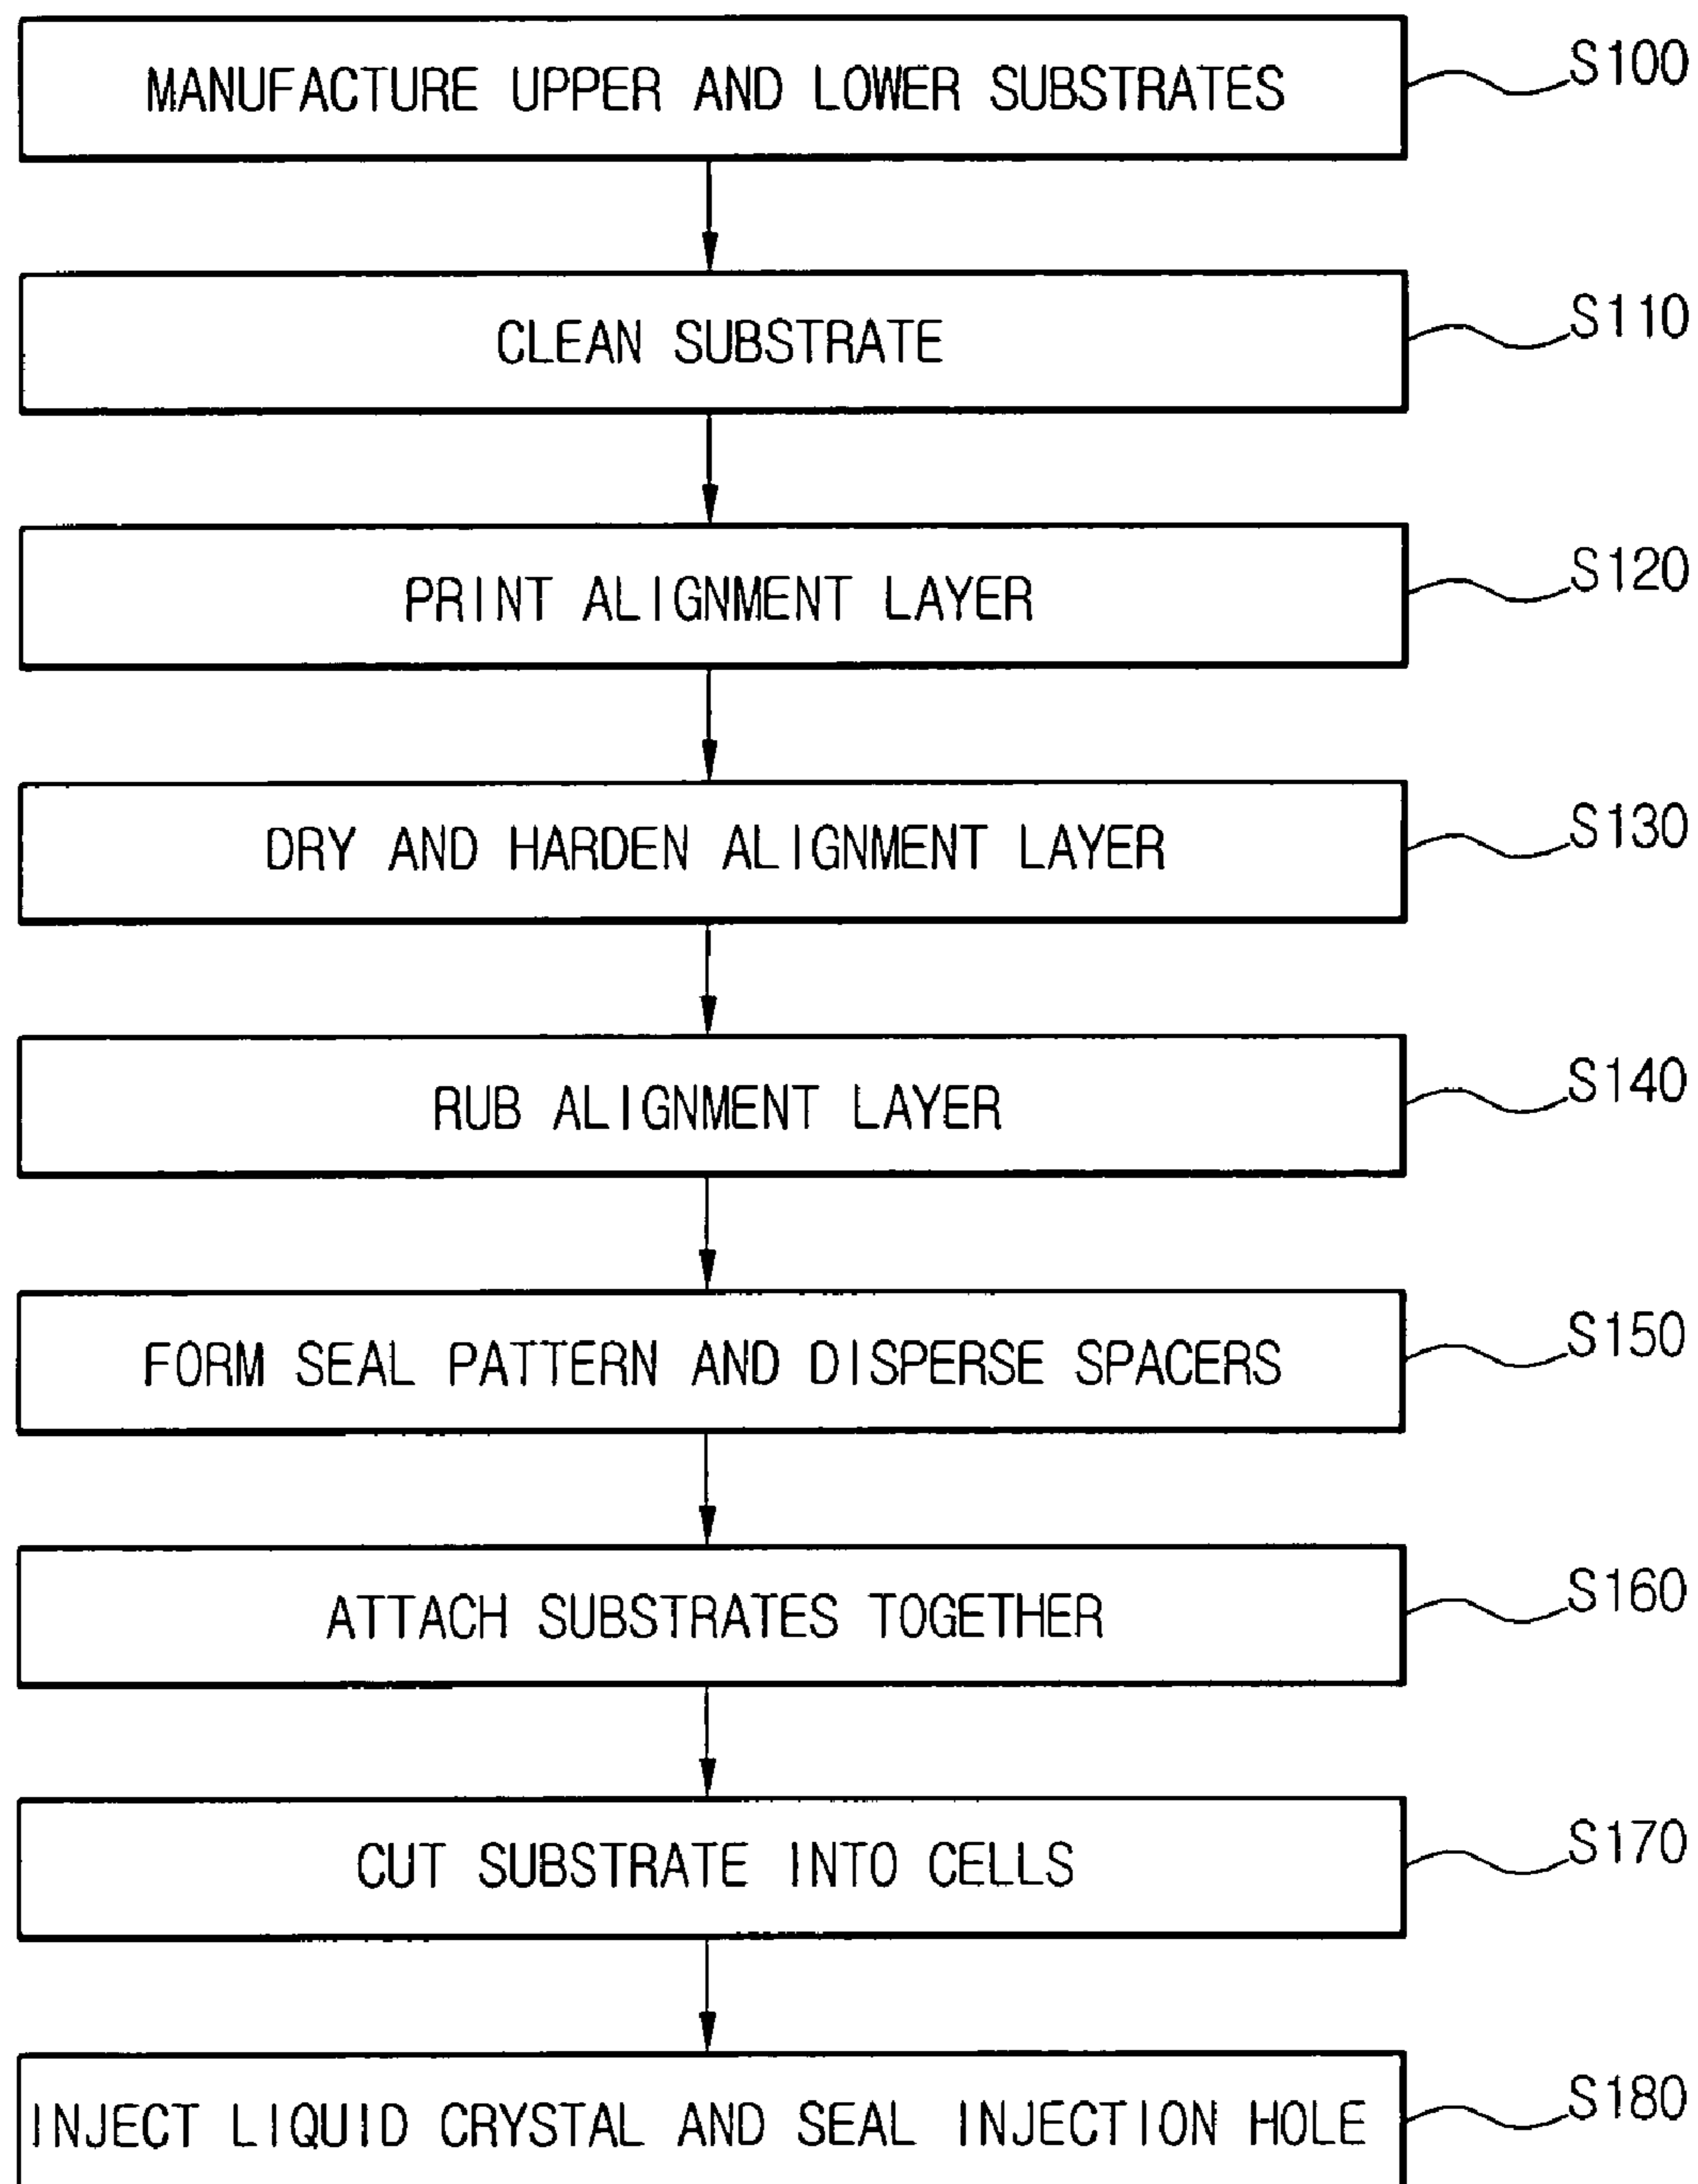 MANUFACTURE UPPER AND LOWER SUBSTRATES
S100
CLEAN SUBSTRATE
S110
PRINT ALIGNMENT LAYER
S120
DRY AND HARDEN ALIGNMENT LAYER
S130
RUB ALIGNMENT LAYER
S140
FORM SEAL PATTERN AND DISPERSE SPACERS
S150
ATTACH SUBSTRATES TOGETHER
S160
CUT SUBSTRATE INTO CELLS
S170
INJECT LIQUID CRYSTAL AND SEAL INJECTION HOLE
S180